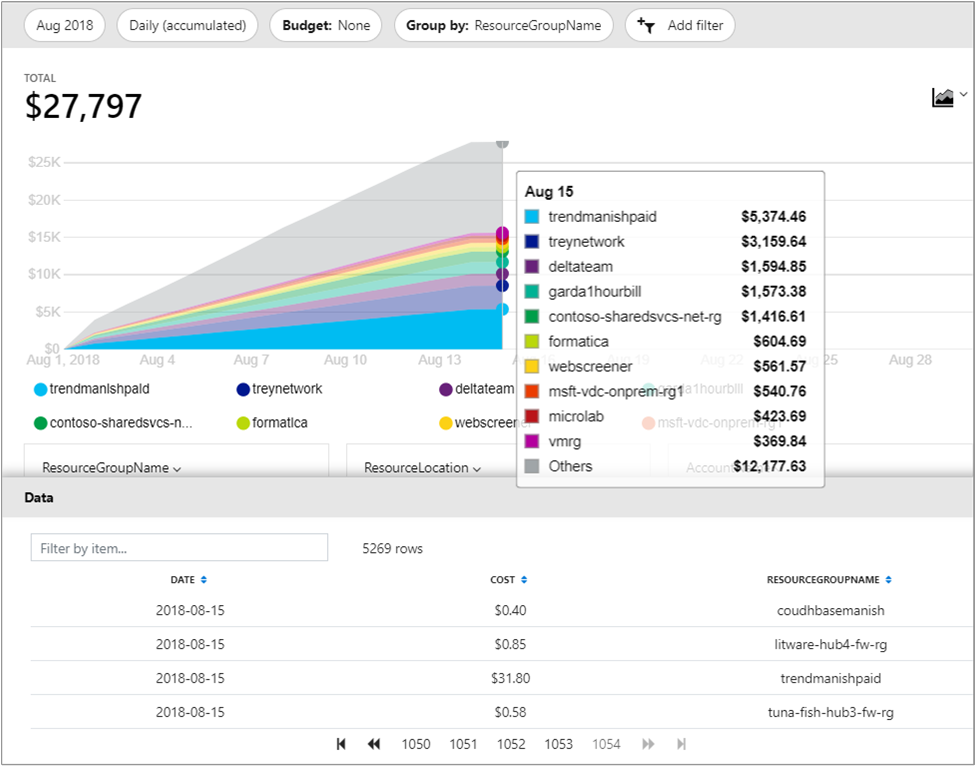 Aug 2018 Daily (accumulated) Budget: None Group by: ResourceGroupName Add filter
TOTAL
$27,797
$25K
$20K
$15K
$10K
$5K
$0
Aug 1, 2018 Aug 4 Aug 7 Aug 10 Aug 13 Aug 19 Aug 22 Aug 25 Aug 28
Aug 15
trendmanishpaid $5,374.46
treynetwork $3,159.64
deltateam $1,594.85
garda1hourbill $1,573.38
contoso-sharedsvcs-net-rg $1,416.61
formatica $604.69
webscreener $561.57
msft-vdc-onprem-rg1 $540.76
microlab $423.69
vmrg $369.84
Others $12,177.63
trendmanishpaid treynetwork deltateam garda1hourbill
contoso-sharedsvcs-n... formatica webscreener msft-vdc-onprem-rg1
ResourceGroupName ResourceLocation
Data
Filter by item... 5269 rows
DATE COST RESOURCEGROUPNAME
2018-08-15 $0.40 coudhbasemanish
2018-08-15 $0.85 litware-hub4-fw-rg
2018-08-15 $31.80 trendmanishpaid
2018-08-15 $0.58 tuna-fish-hub3-fw-rg
1050 1051 1052 1053 1054